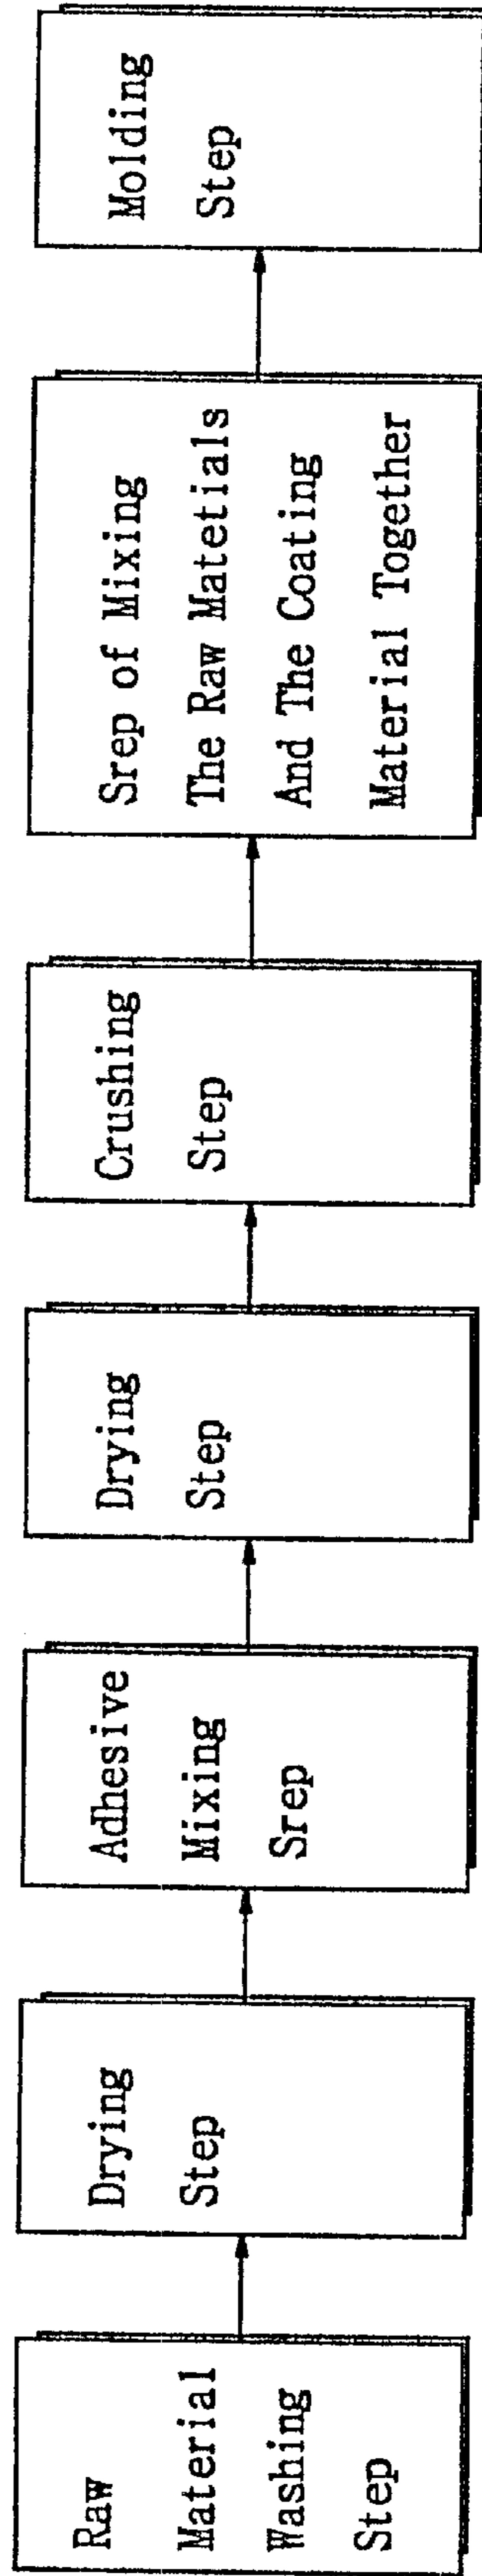 Raw
Material
Washing
Step
Drying
Step
Adhesive
Mixing
Srep
Drying
Step
Crushing
Step
Srep of Mixing
The Raw Matetials
And The Coating
Material Together
Molding
Step